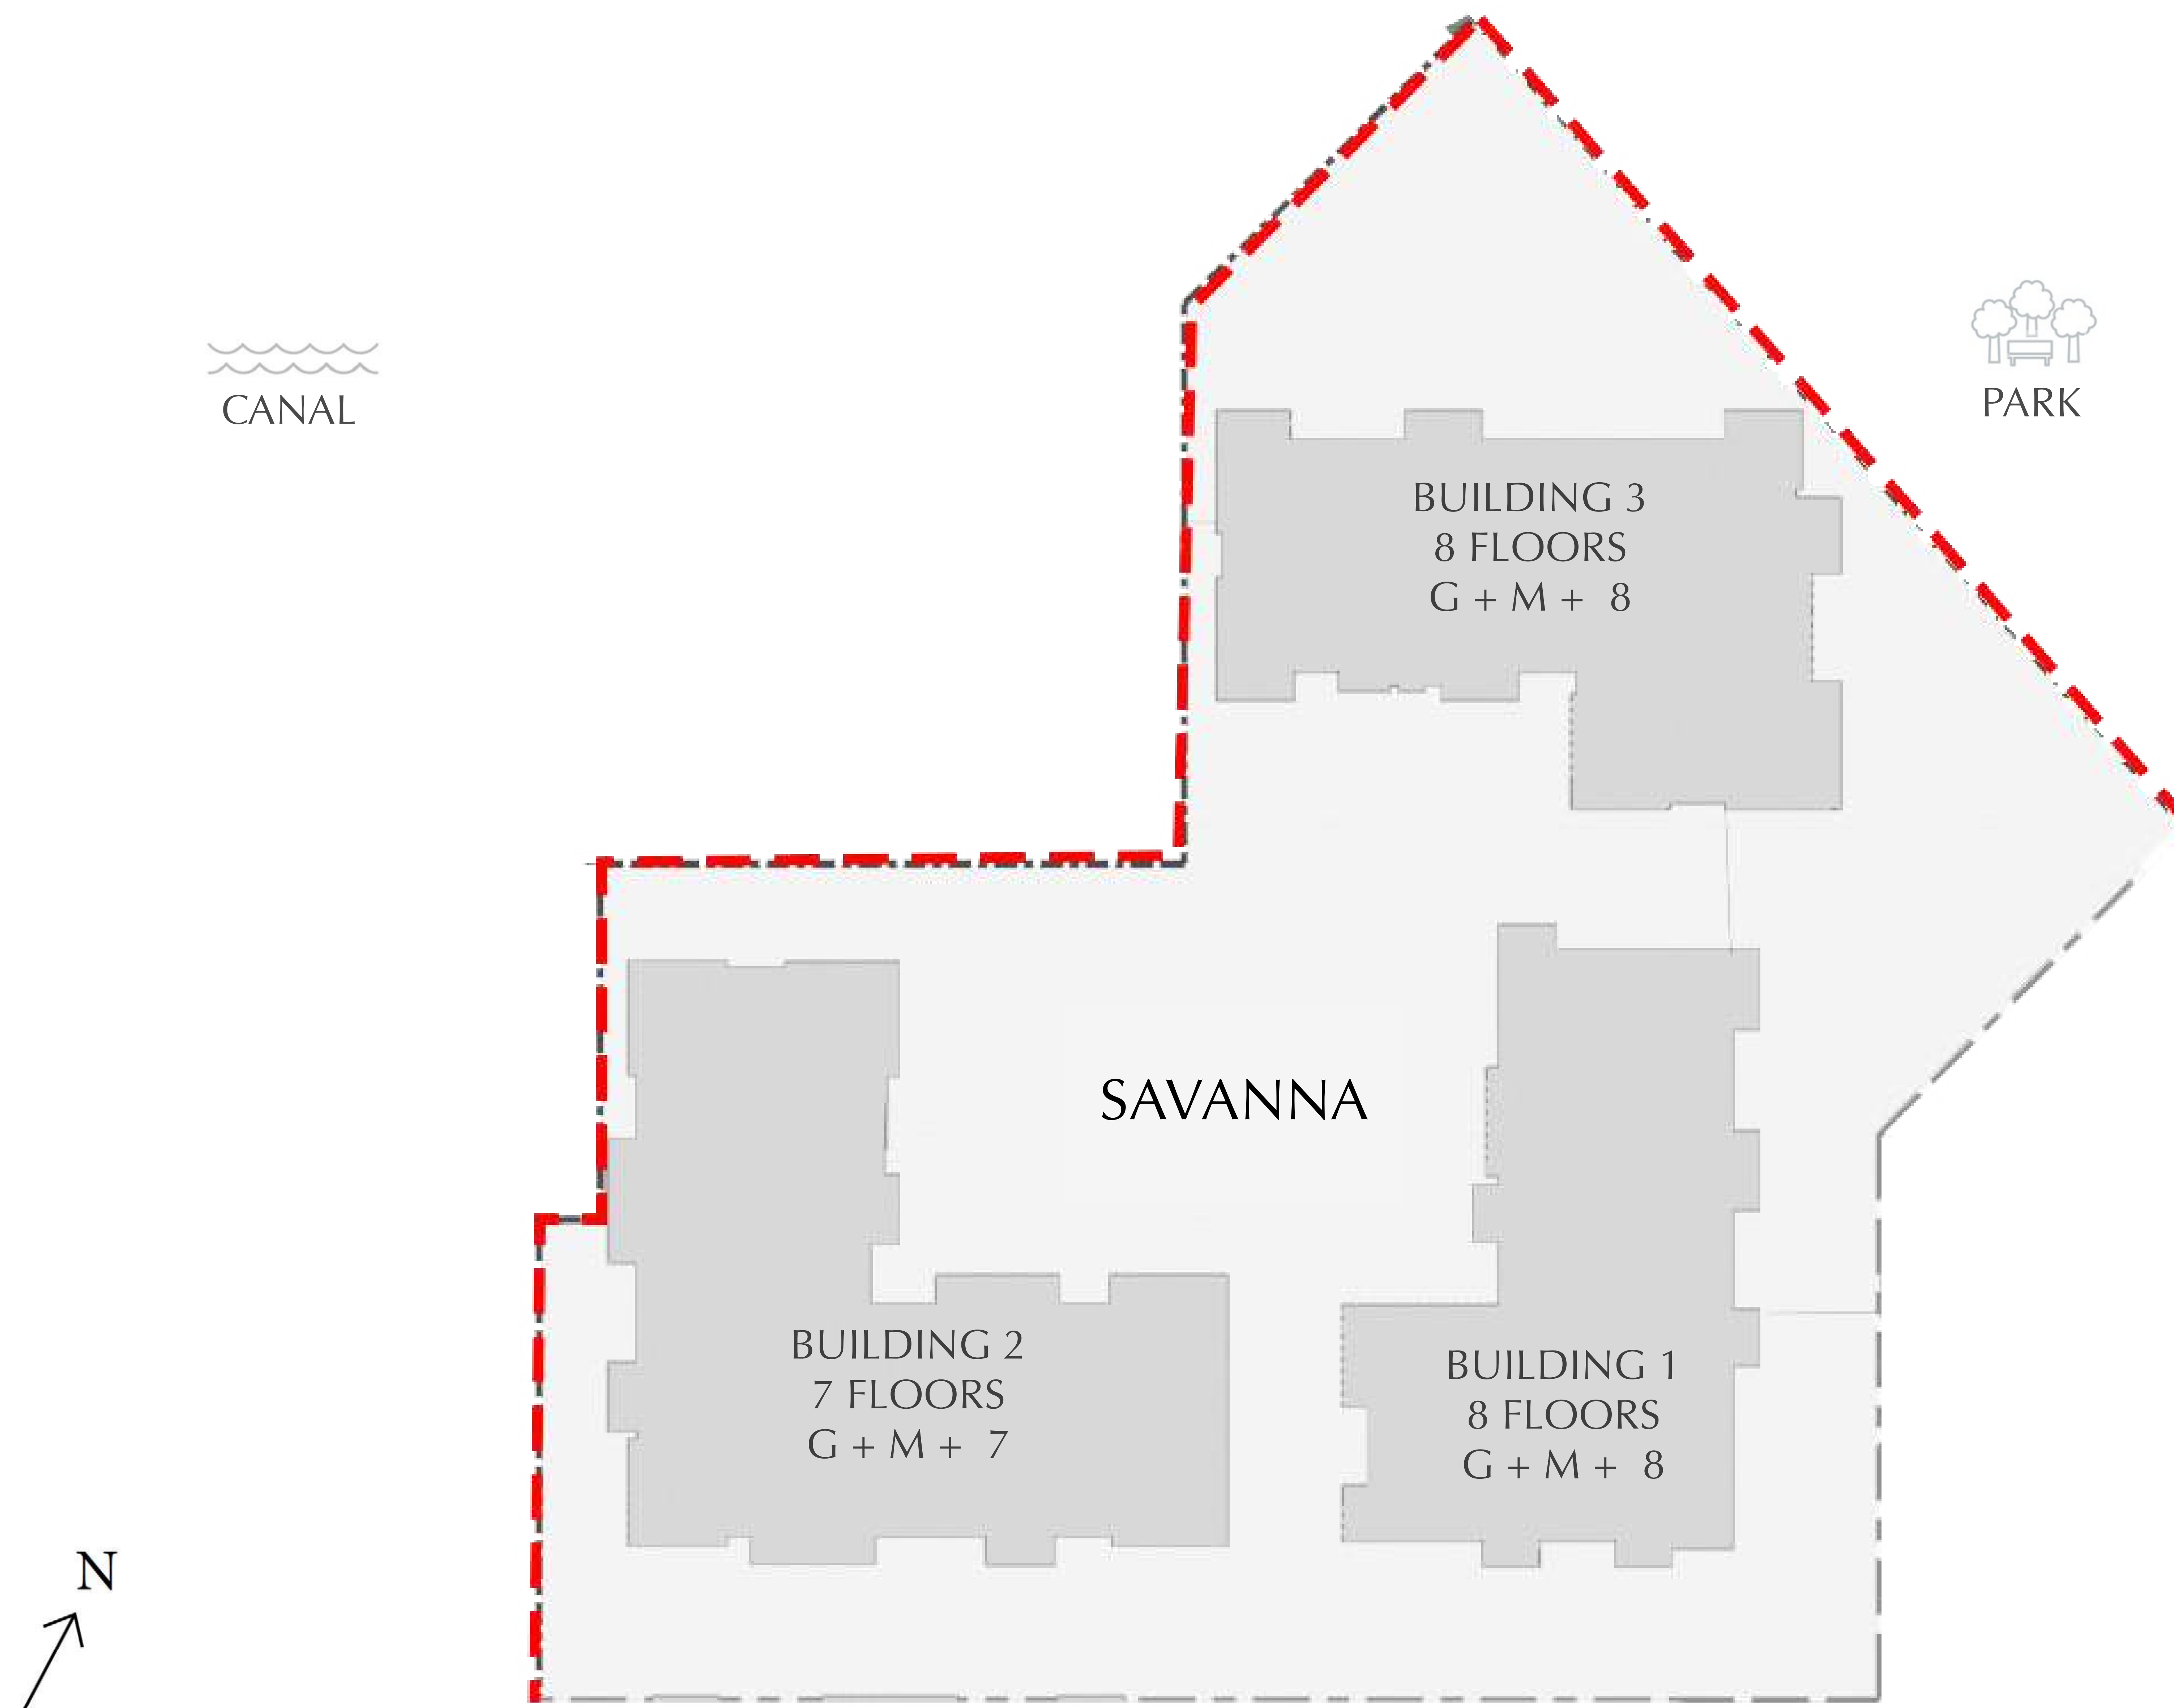 CANAL
PARK
BUILDING 3
8 FLOORS
G + M + 8
SAVANNA
BUILDING 2
7 FLOORS
G + M + 7
BUILDING 1
8 FLOORS
G + M + 8
N